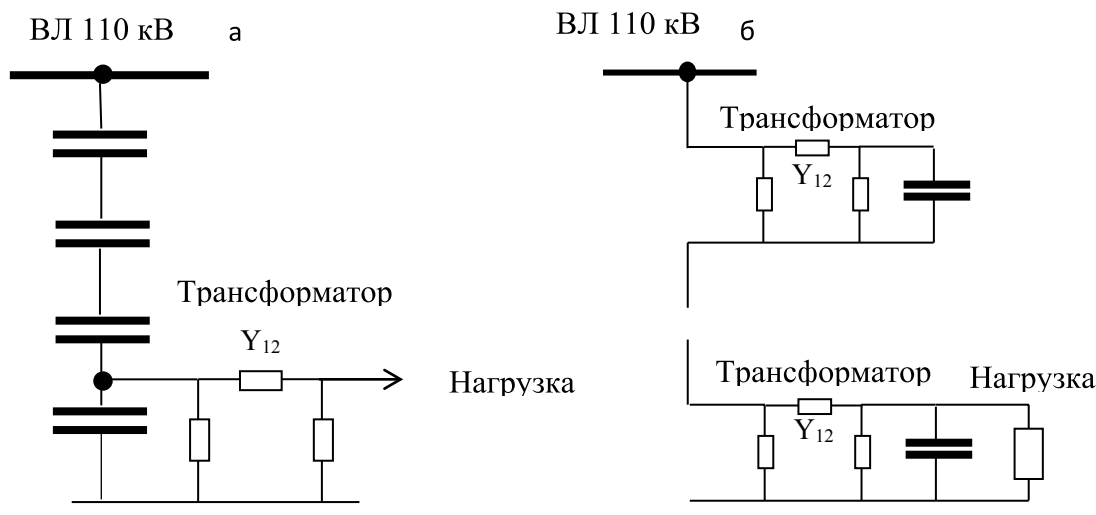 ВЛ 110 кВ а
Трансформатор
Y12
Нагрузка
ВЛ 110 кВ б
Трансформатор
Y12
Трансформатор
Нагрузка
Y12